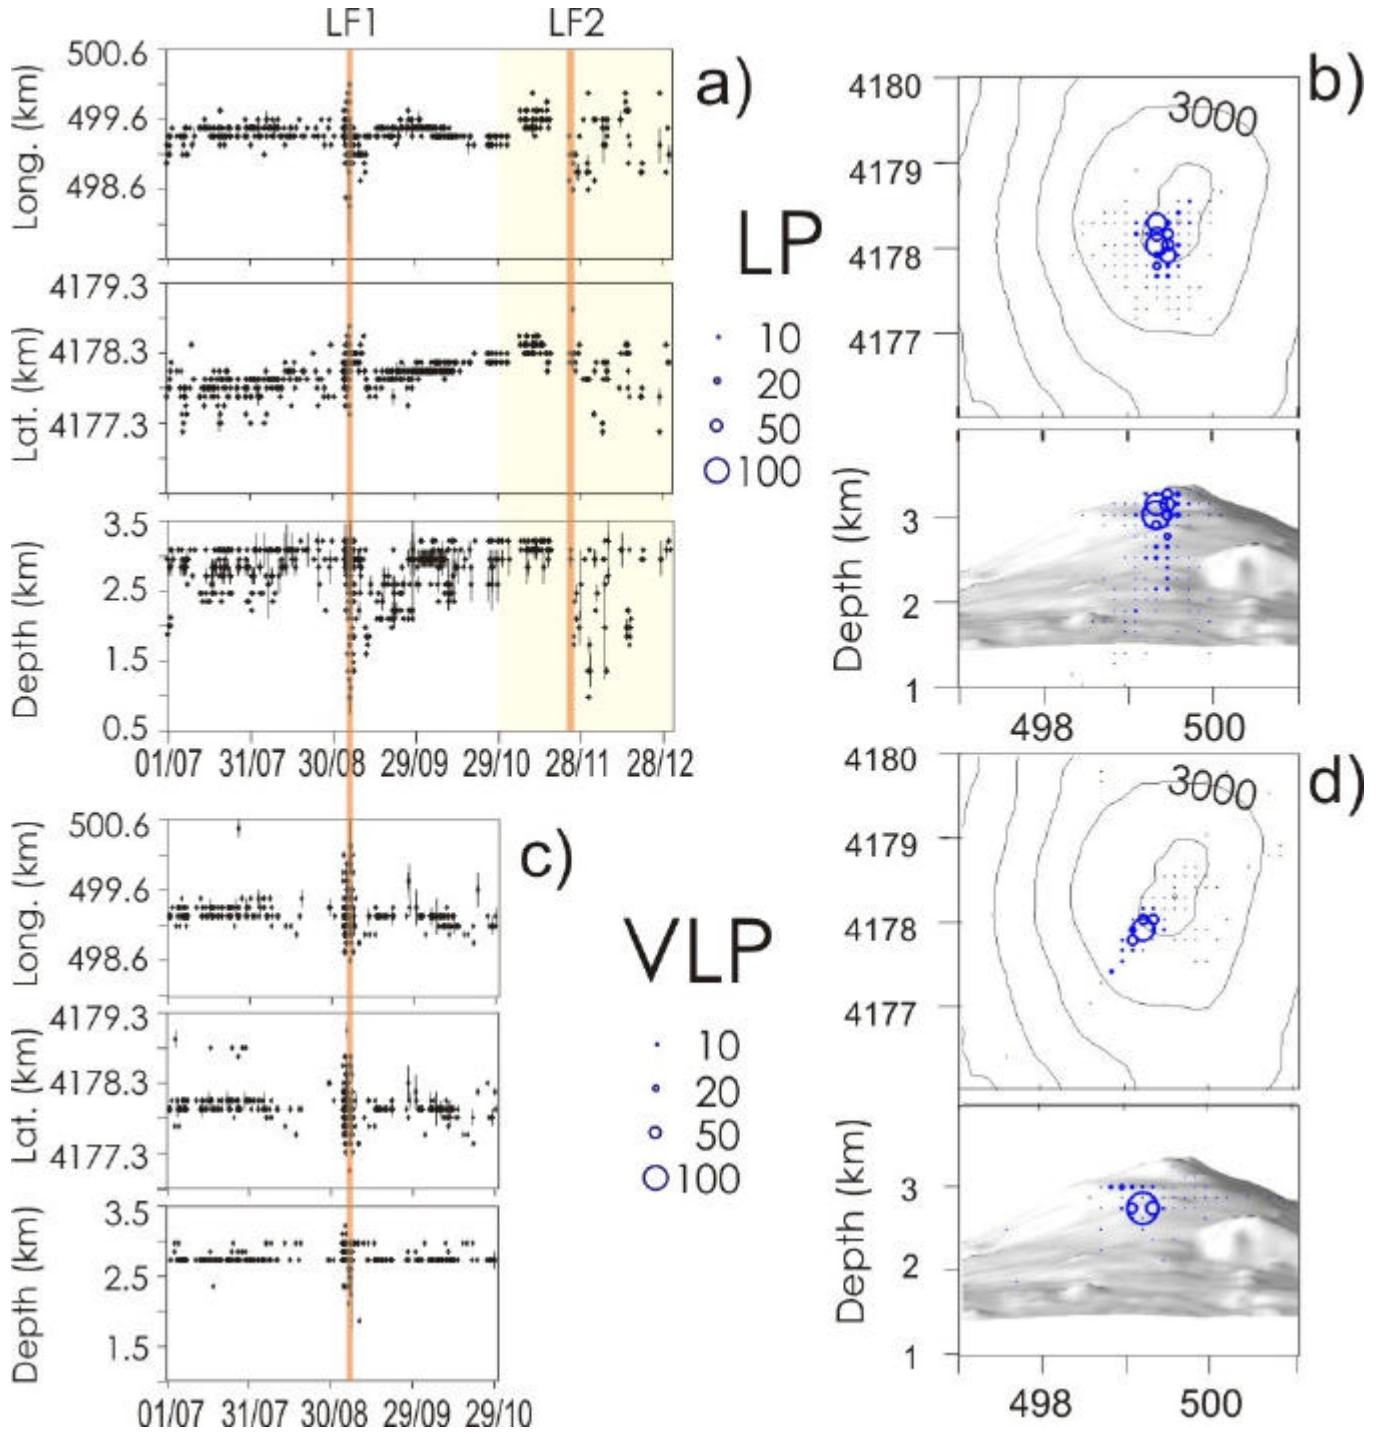 LF1 LF2
a)
500.6
499.6
498.6
Long. (km)
4179.3
4178.3
4177.3
Lat. (km)
3.5
2.5
1.5
0.5
Depth (km)
01/07 31/07 30/08 29/09 29/10 28/11 28/12
LP
10
20
50
100
b)
4180
4179
4178
4177
3000
3
2
1
Depth (km)
498 500
c)
500.6
499.6
498.6
Long. (km)
4179.3
4178.3
4177.3
Lat. (km)
3.5
2.5
1.5
Depth (km)
01/07 31/07 30/08 29/09 29/10
VLP
10
20
50
100
d)
4180
4179
4178
4177
3000
3
2
1
Depth (km)
498 500